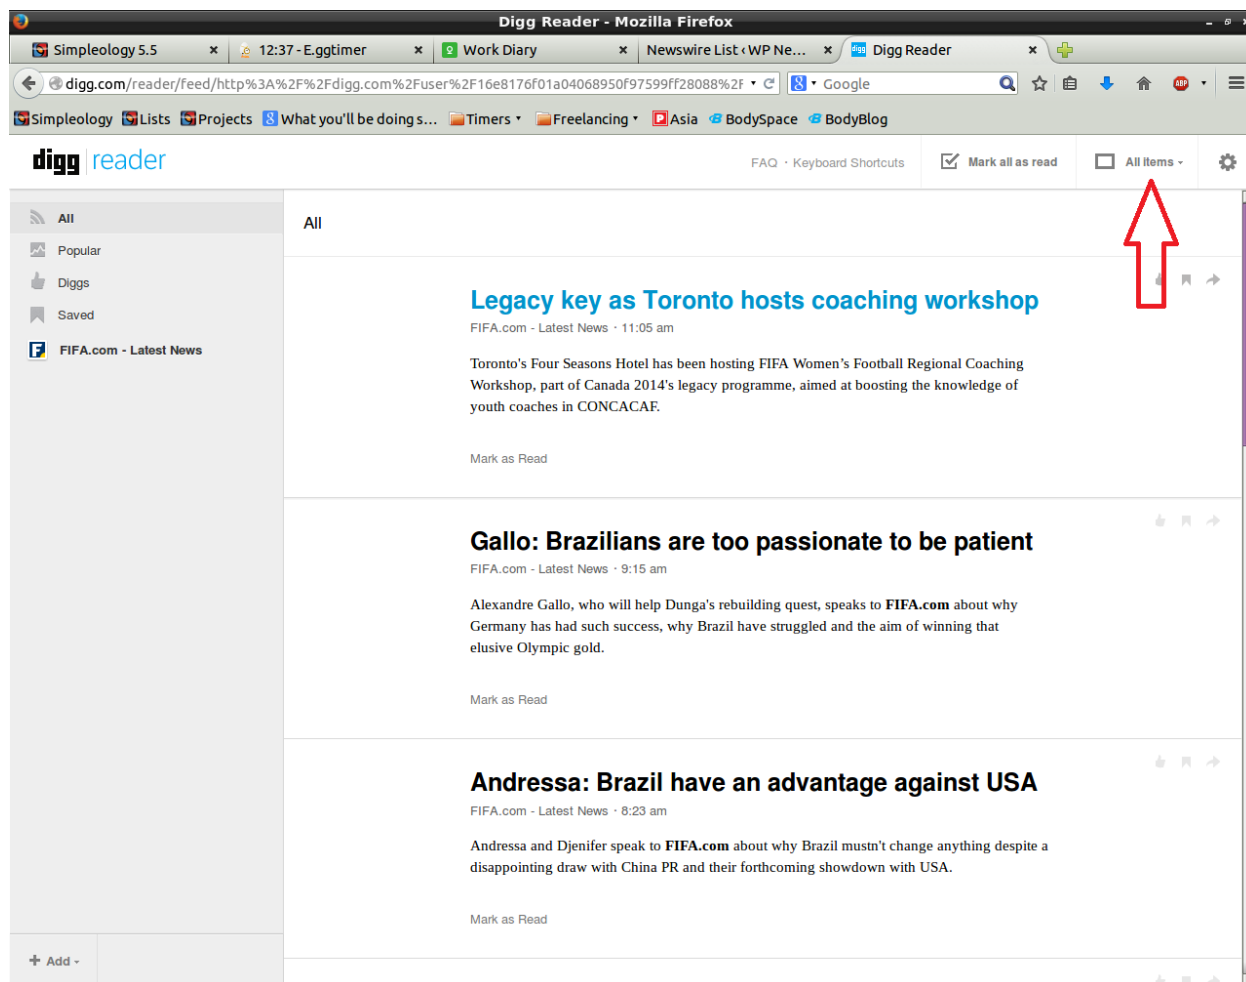 Digg Reader - Mozilla Firefox
Simpleology 5.5
12:37 - E.ggtimer
Work Diary
Newswire List ‹ WP Ne...
Digg Reader
digg.com/reader/feed/http%3A%2F%2Fdigg.com%2Fuser%2F16e8176f01a04068950f97599ff28088%2F
Google
ABP
Simpleology
Lists
Projects
What you'll be doing s...
Timers
Freelancing
Asia
BodySpace
BodyBlog
digg reader
FAQ · Keyboard Shortcuts
Mark all as read
All items
All
Popular
Diggs
Saved
FIFA.com - Latest News
Add
All
Legacy key as Toronto hosts coaching workshop
FIFA.com - Latest News · 11:05 am
Toronto's Four Seasons Hotel has been hosting FIFA Women’s Football Regional Coaching
Workshop, part of Canada 2014's legacy programme, aimed at boosting the knowledge of
youth coaches in CONCACAF.
Mark as Read
Gallo: Brazilians are too passionate to be patient
FIFA.com - Latest News · 9:15 am
Alexandre Gallo, who will help Dunga's rebuilding quest, speaks to FIFA.com about why
Germany has had such success, why Brazil have struggled and the aim of winning that
elusive Olympic gold.
Mark as Read
Andressa: Brazil have an advantage against USA
FIFA.com - Latest News · 8:23 am
Andressa and Djenifer speak to FIFA.com about why Brazil mustn't change anything despite a
disappointing draw with China PR and their forthcoming showdown with USA.
Mark as Read